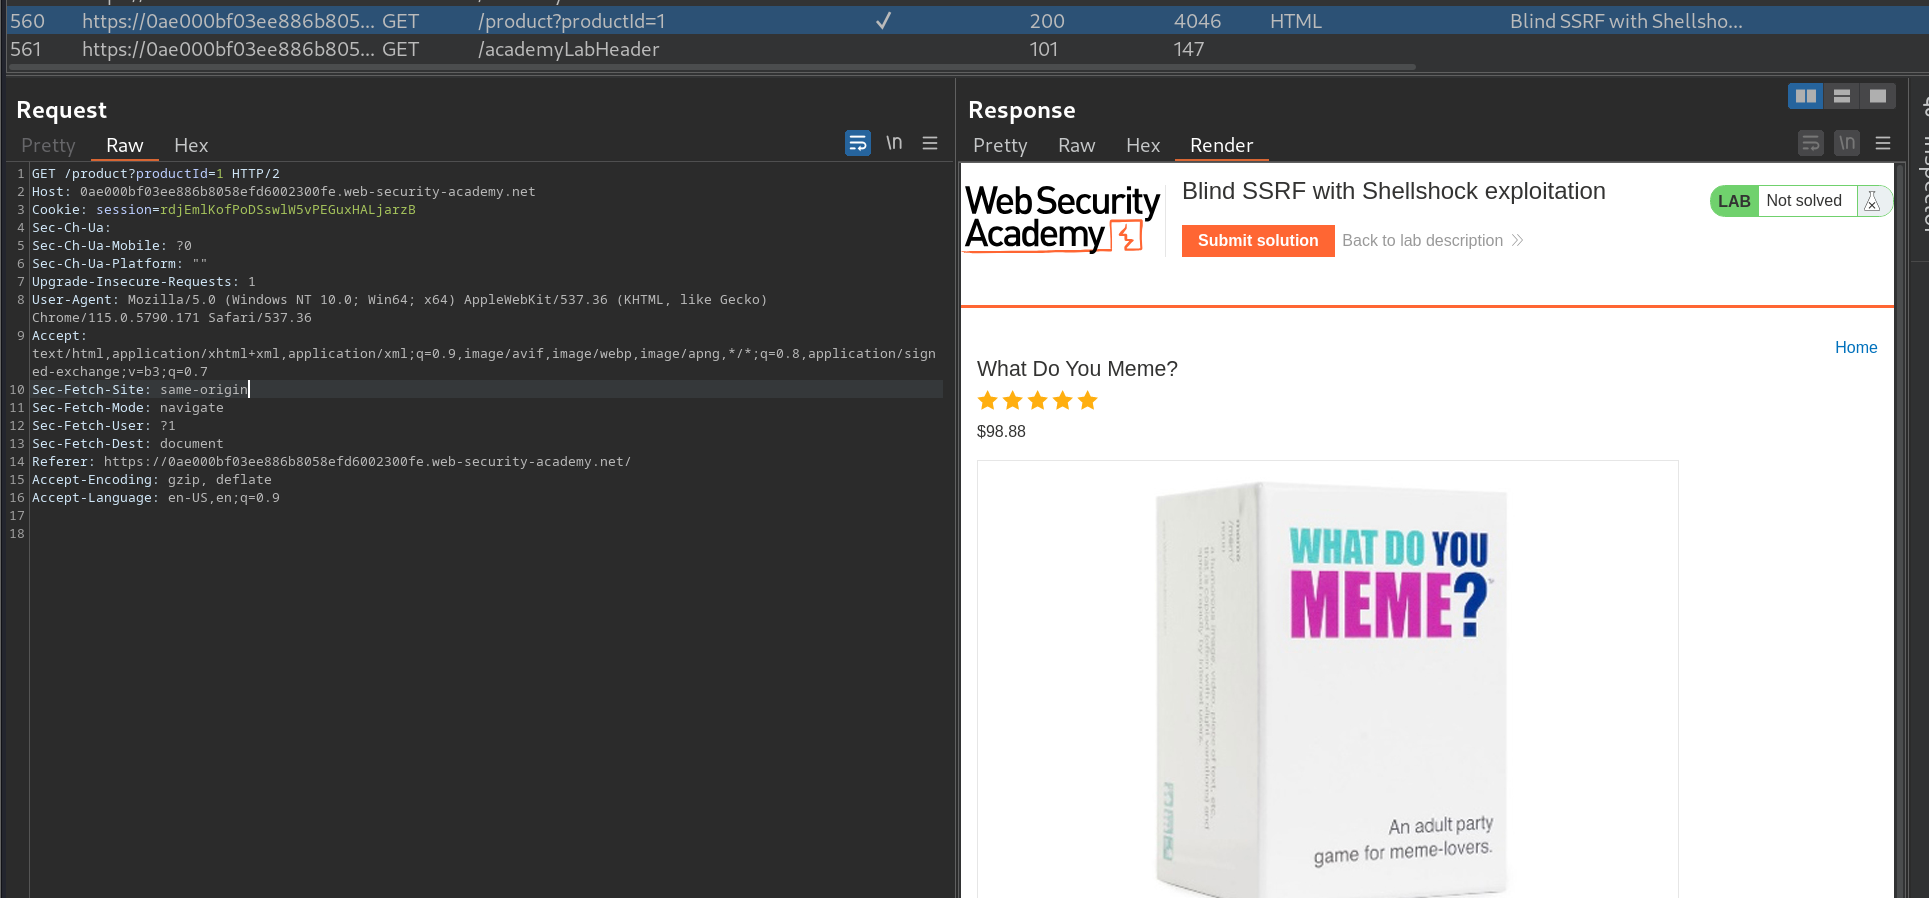 560 https://0ae000bf03ee886b805... GET /product?productId=1 ✓ 200 4046 HTML Blind SSRF with Shellsho...
561 https://0ae000bf03ee886b805... GET /academyLabHeader 101 147
Request
Pretty Raw Hex
\n
1 GET /product?productId=1 HTTP/2
2 Host: 0ae000bf03ee886b8058efd6002300fe.web-security-academy.net
3 Cookie: session=rdjEmlKofPoDSswlW5vPEGuxHALjarzB
4 Sec-Ch-Ua:
5 Sec-Ch-Ua-Mobile: ?0
6 Sec-Ch-Ua-Platform: ""
7 Upgrade-Insecure-Requests: 1
8 User-Agent: Mozilla/5.0 (Windows NT 10.0; Win64; x64) AppleWebKit/537.36 (KHTML, like Gecko)
Chrome/115.0.5790.171 Safari/537.36
9 Accept:
text/html,application/xhtml+xml,application/xml;q=0.9,image/avif,image/webp,image/apng,*/*;q=0.8,application/sign
ed-exchange;v=b3;q=0.7
10 Sec-Fetch-Site: same-origin
11 Sec-Fetch-Mode: navigate
12 Sec-Fetch-User: ?1
13 Sec-Fetch-Dest: document
14 Referer: https://0ae000bf03ee886b8058efd6002300fe.web-security-academy.net/
15 Accept-Encoding: gzip, deflate
16 Accept-Language: en-US,en;q=0.9
17
18
Response
Pretty Raw Hex Render
\n
Web Security
Academy
Blind SSRF with Shellshock exploitation
Submit solution Back to lab description
LAB Not solved
Home
What Do You Meme?
$98.88
WHAT DO YOU
MEME?
An adult party
game for meme-lovers.